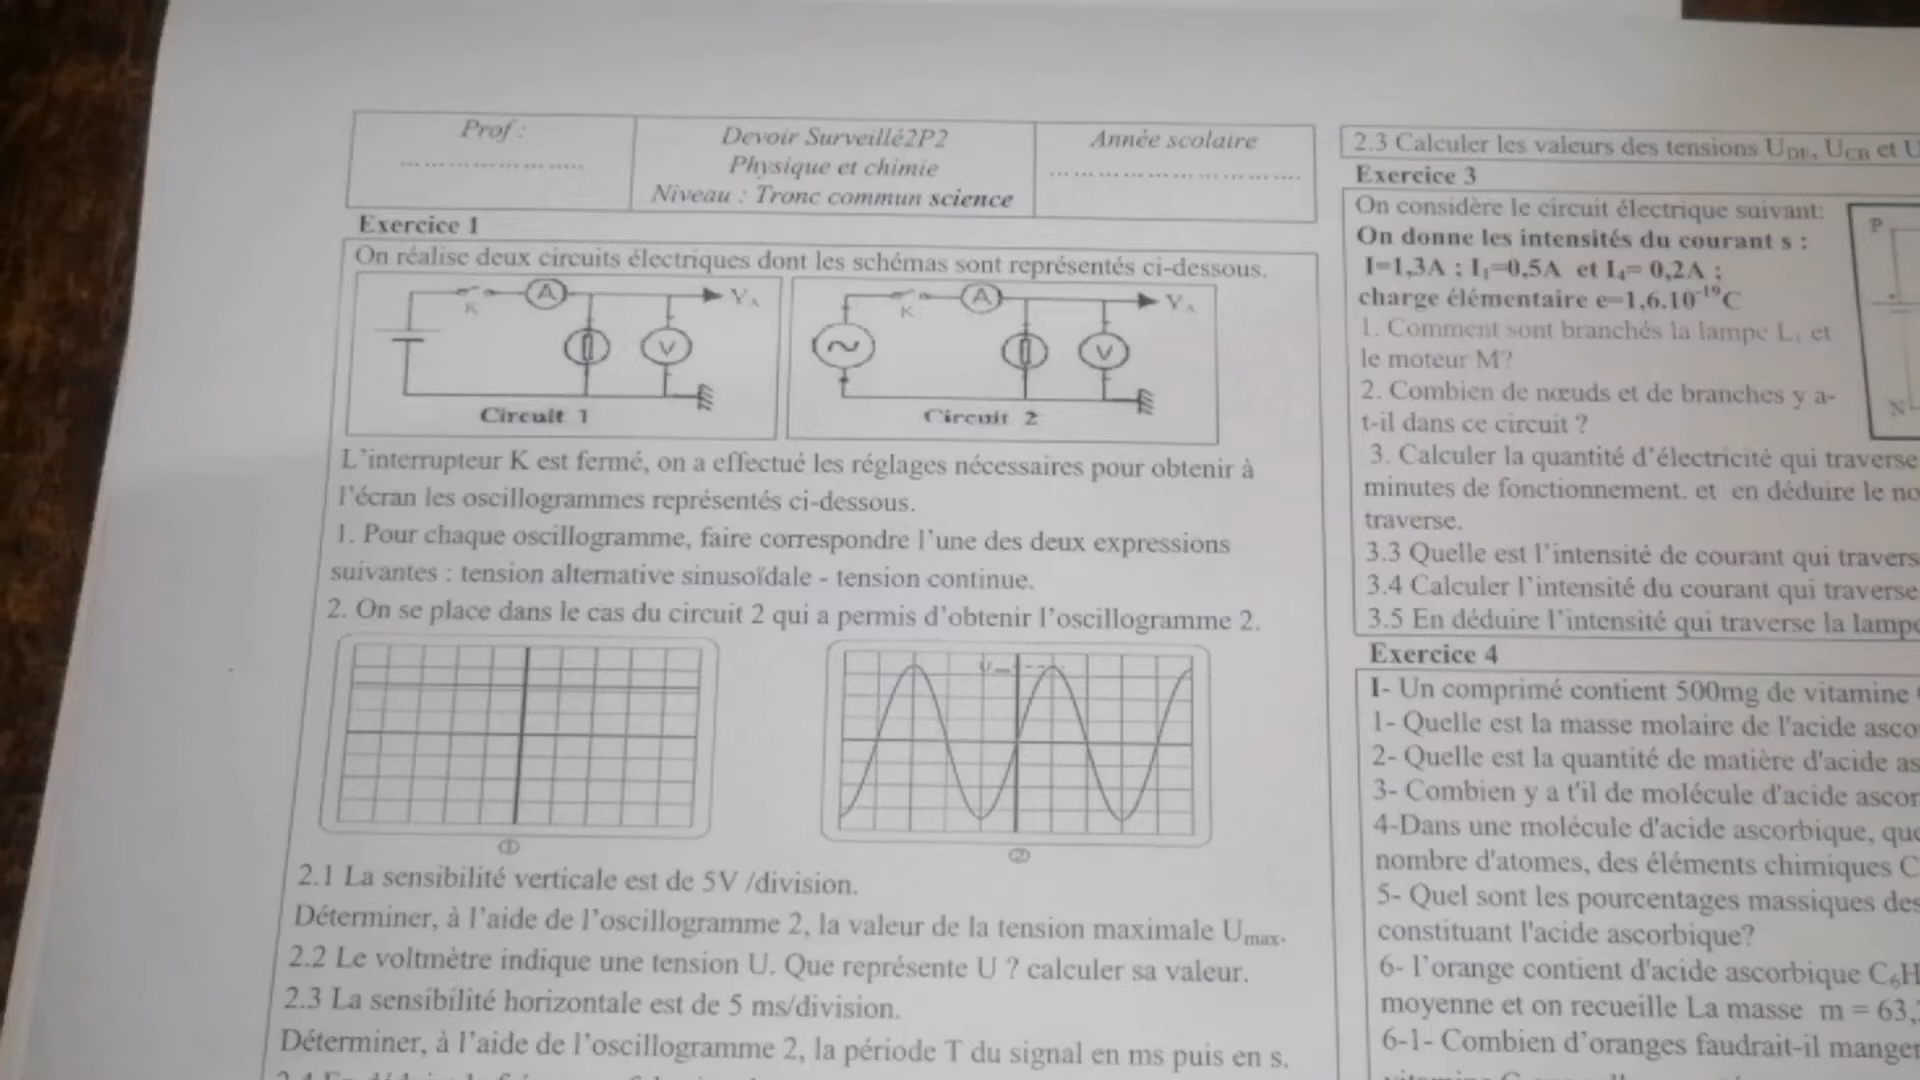 Prof :
Devoir Surveillé2P2
Physique et chimie
Niveau : Tronc commun science
Année scolaire
Exercice 1
On réalise deux circuits électriques dont les schémas sont représentés ci-dessous.
K A V Y_A
Circuit 1
K A V Y_A
Circuit 2
L'interrupteur K est fermé, on a effectué les réglages nécessaires pour obtenir à
l'écran les oscillogrammes représentés ci-dessous.
1. Pour chaque oscillogramme, faire correspondre l'une des deux expressions
suivantes : tension alternative sinusoïdale - tension continue.
2. On se place dans le cas du circuit 2 qui a permis d'obtenir l'oscillogramme 2.
①
②
2.1 La sensibilité verticale est de 5V /division.
Déterminer, à l'aide de l'oscillogramme 2, la valeur de la tension maximale Umax.
2.2 Le voltmètre indique une tension U. Que représente U ? calculer sa valeur.
2.3 La sensibilité horizontale est de 5 ms/division.
Déterminer, à l'aide de l'oscillogramme 2, la période T du signal en ms puis en s.
2.3 Calculer les valeurs des tensions UDE, UCB et U
Exercice 3
On considère le circuit électrique suivant:
On donne les intensités du courant s :
I=1,3A ; I1=0,5A et I4= 0,2A ;
charge élémentaire e=1,6.10-19C
1. Comment sont branchés la lampe L1 et
le moteur M?
2. Combien de nœuds et de branches y a-
t-il dans ce circuit ?
P
N
3. Calculer la quantité d'électricité qui traverse
minutes de fonctionnement. et en déduire le no
traverse.
3.3 Quelle est l'intensité de courant qui travers
3.4 Calculer l'intensité du courant qui traverse
3.5 En déduire l'intensité qui traverse la lampe
Exercice 4
I- Un comprimé contient 500mg de vitamine
1- Quelle est la masse molaire de l'acide asco
2- Quelle est la quantité de matière d'acide as
3- Combien y a t'il de molécule d'acide ascor
4-Dans une molécule d'acide ascorbique, que
nombre d'atomes, des éléments chimiques C
5- Quel sont les pourcentages massiques des
constituant l'acide ascorbique?
6- l'orange contient d'acide ascorbique C6H
moyenne et on recueille La masse m = 63,
6-1- Combien d'oranges faudrait-il manger